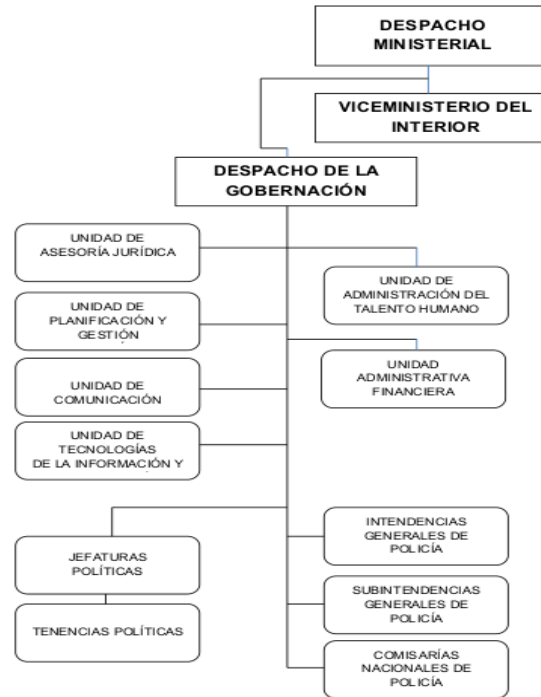 DESPACHO
MINISTERIAL
VICEMINISTERIO DEL
INTERIOR
DESPACHO DE LA
GOBERNACIÓN
UNIDAD DE
ASESORÍA JURÍDICA
UNIDAD DE
ADMINISTRACIÓN DEL
TALENTO HUMANO
UNIDAD DE
PLANIFICACIÓN Y
GESTIÓN
UNIDAD
ADMINISTRATIVA
FINANCIERA
UNIDAD DE
COMUNICACIÓN
UNIDAD DE
TECNOLOGÍAS
DE LA INFORMACIÓN Y
INTENDENCIAS
GENERALES DE
POLICÍA
JEFATURAS
POLÍTICAS
SUBINTENDENCIAS
GENERALES DE
POLICÍA
TENENCIAS POLÍTICAS
COMISARÍAS
NACIONALES DE
POLICÍA